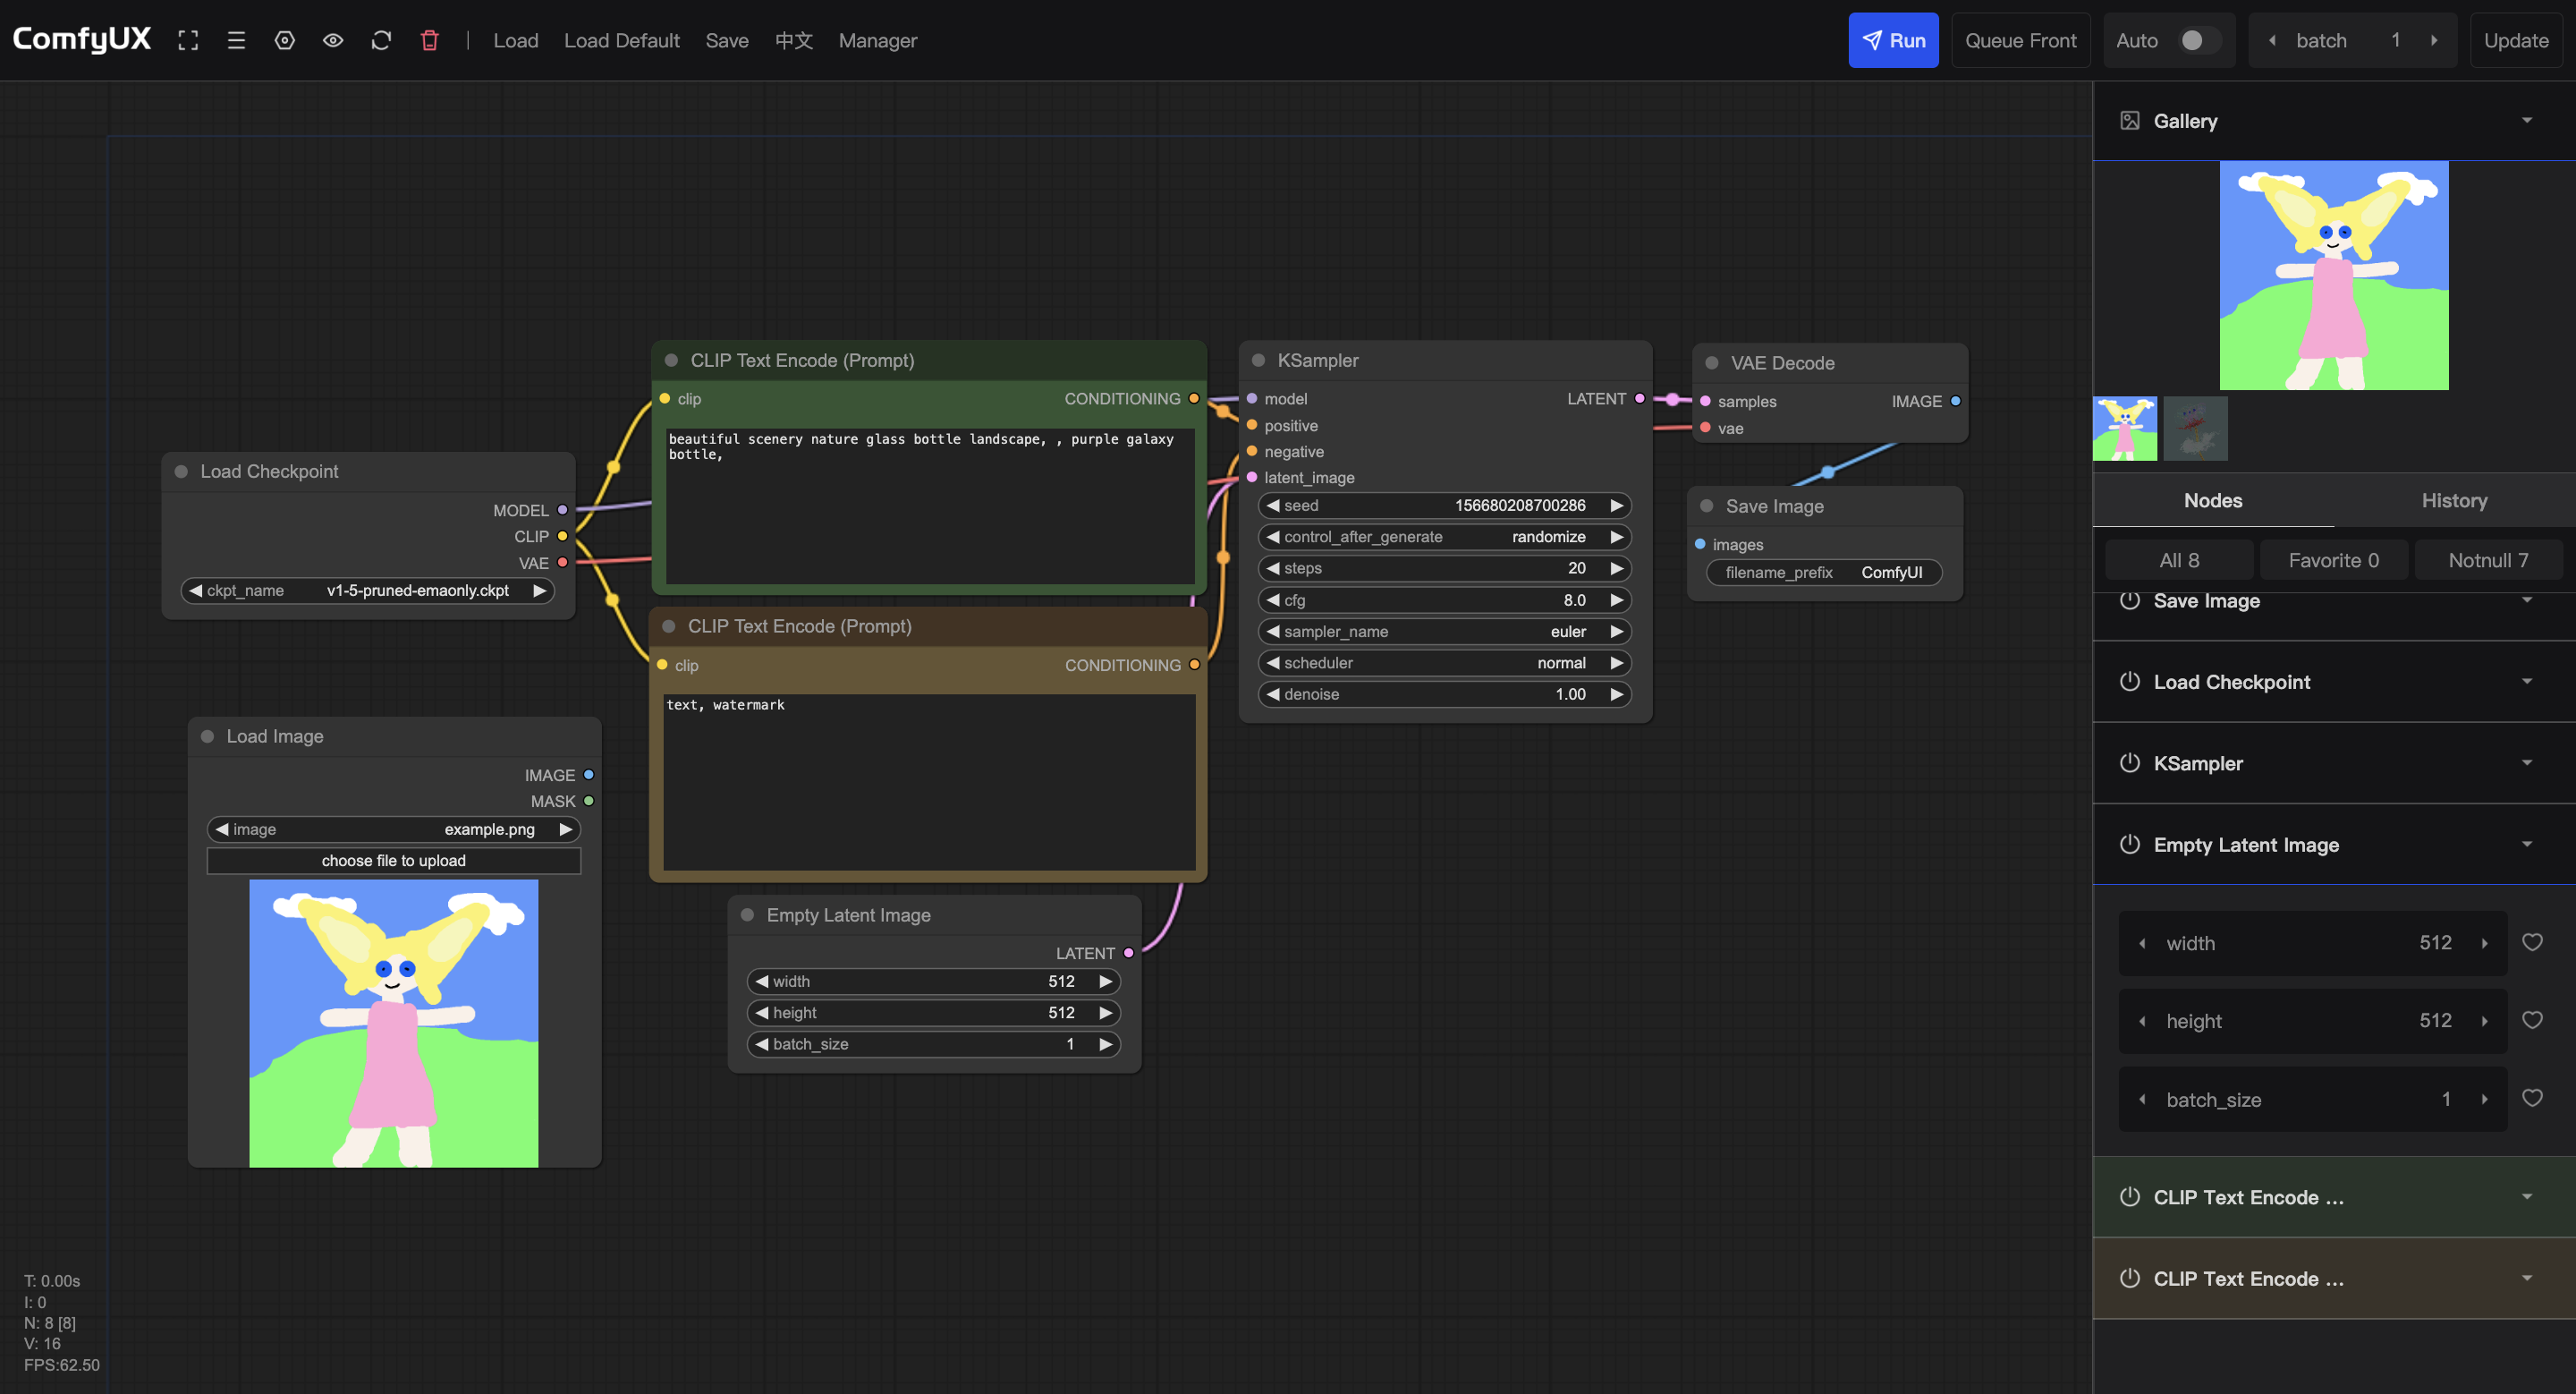 ComfyUX
Load
Load Default
Save
中文
Manager
Run
Queue Front
Auto
batch 1
Update
Load Checkpoint
MODEL
CLIP
VAE
ckpt_name v1-5-pruned-emaonly.ckpt
Load Image
IMAGE
MASK
image example.png
choose file to upload
CLIP Text Encode (Prompt)
clip CONDITIONING
beautiful scenery nature glass bottle landscape, , purple galaxy
bottle,
CLIP Text Encode (Prompt)
clip CONDITIONING
text, watermark
Empty Latent Image
LATENT
width 512
height 512
batch_size 1
KSampler
model LATENT
positive
negative
latent_image
seed 156680208700286
control_after_generate randomize
steps 20
cfg 8.0
sampler_name euler
scheduler normal
denoise 1.00
VAE Decode
samples IMAGE
vae
Save Image
images
filename_prefix ComfyUI
T: 0.00s
I: 0
N: 8 [8]
V: 16
FPS:62.50
Gallery
Nodes
History
All 8
Favorite 0
Notnull 7
Save Image
Load Checkpoint
KSampler
Empty Latent Image
width 512
height 512
batch_size 1
CLIP Text Encode ...
CLIP Text Encode ...